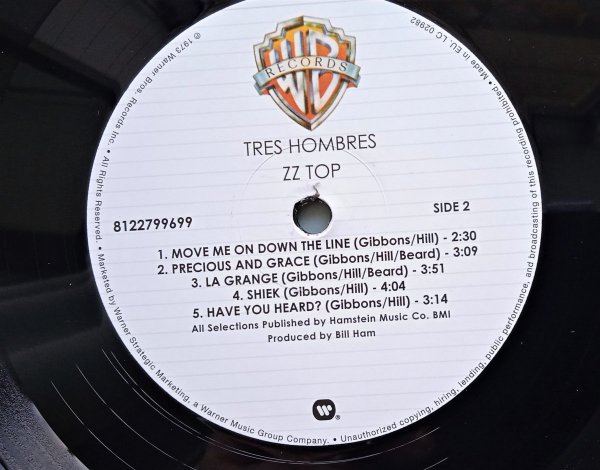 WB
RECORDS
TRES HOMBRES
ZZ TOP
8122799699
SIDE 2
1. MOVE ME ON DOWN THE LINE (Gibbons/Hill) - 2:30
2. PRECIOUS AND GRACE (Gibbons/Hill/Beard) - 3:09
3. LA GRANGE (Gibbons/Hill/Beard) - 3:51
4. SHIEK (Gibbons/Hill) - 4:04
5. HAVE YOU HEARD? (Gibbons/Hill) - 3:14
All Selections Published by Hamstein Music Co. BMI
Produced by Bill Ham
W®
℗ 1973 Warner Bros. Records Inc. • All Rights Reserved. • Marketed by Warner Strategic Marketing, a Warner Music Group Company. • Unauthorized copying, hiring, lending, public performance, and broadcasting of this recording prohibited. • Made in EU. LC 02982